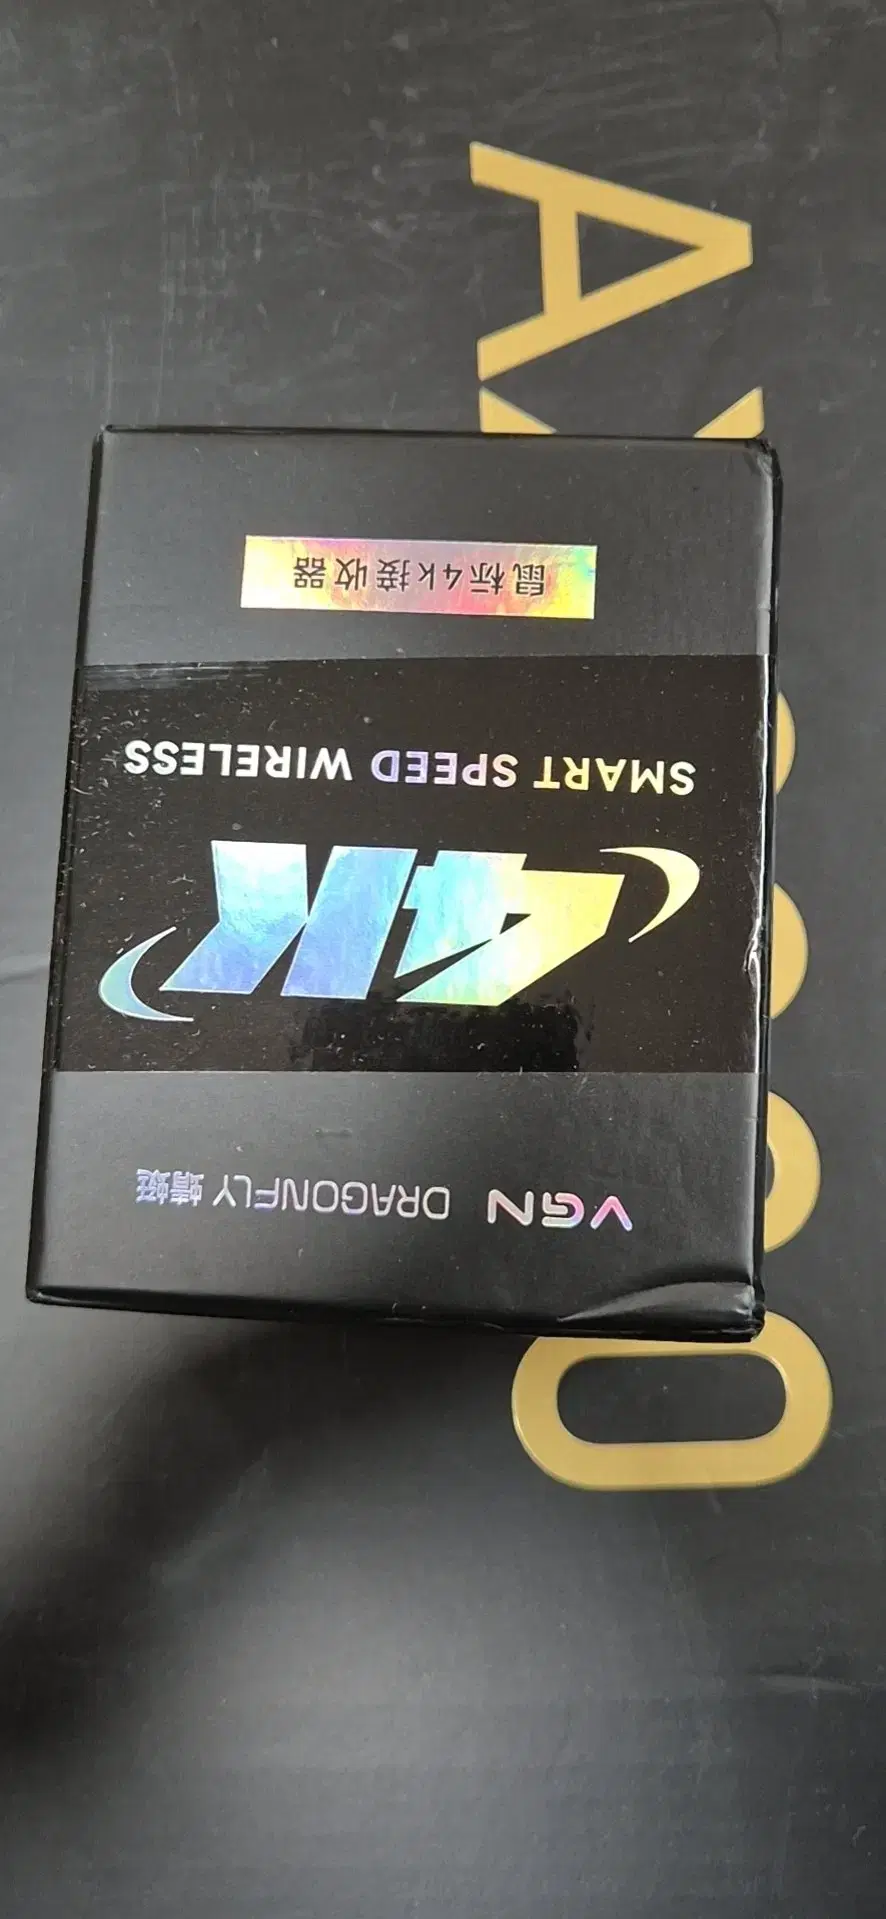 VGN DRAGONFLY 蜻蜓
4K
SMART SPEED WIRELESS
鼠标4K接收器